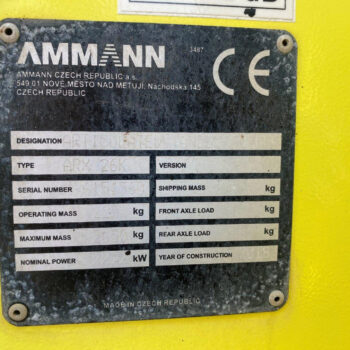 AMMANN
1487
AMMANN CZECH REPUBLIC a.s.
549 01 NOVÉ MĚSTO NAD METUJÍ, Náchodská 145
CZECH REPUBLIC
CE
DESIGNATION
TYPE ARX 26K VERSION
SERIAL NUMBER SHIPPING MASS kg
OPERATING MASS kg FRONT AXLE LOAD kg
MAXIMUM MASS kg REAR AXLE LOAD kg
NOMINAL POWER kW YEAR OF CONSTRUCTION
MADE IN CZECH REPUBLIC